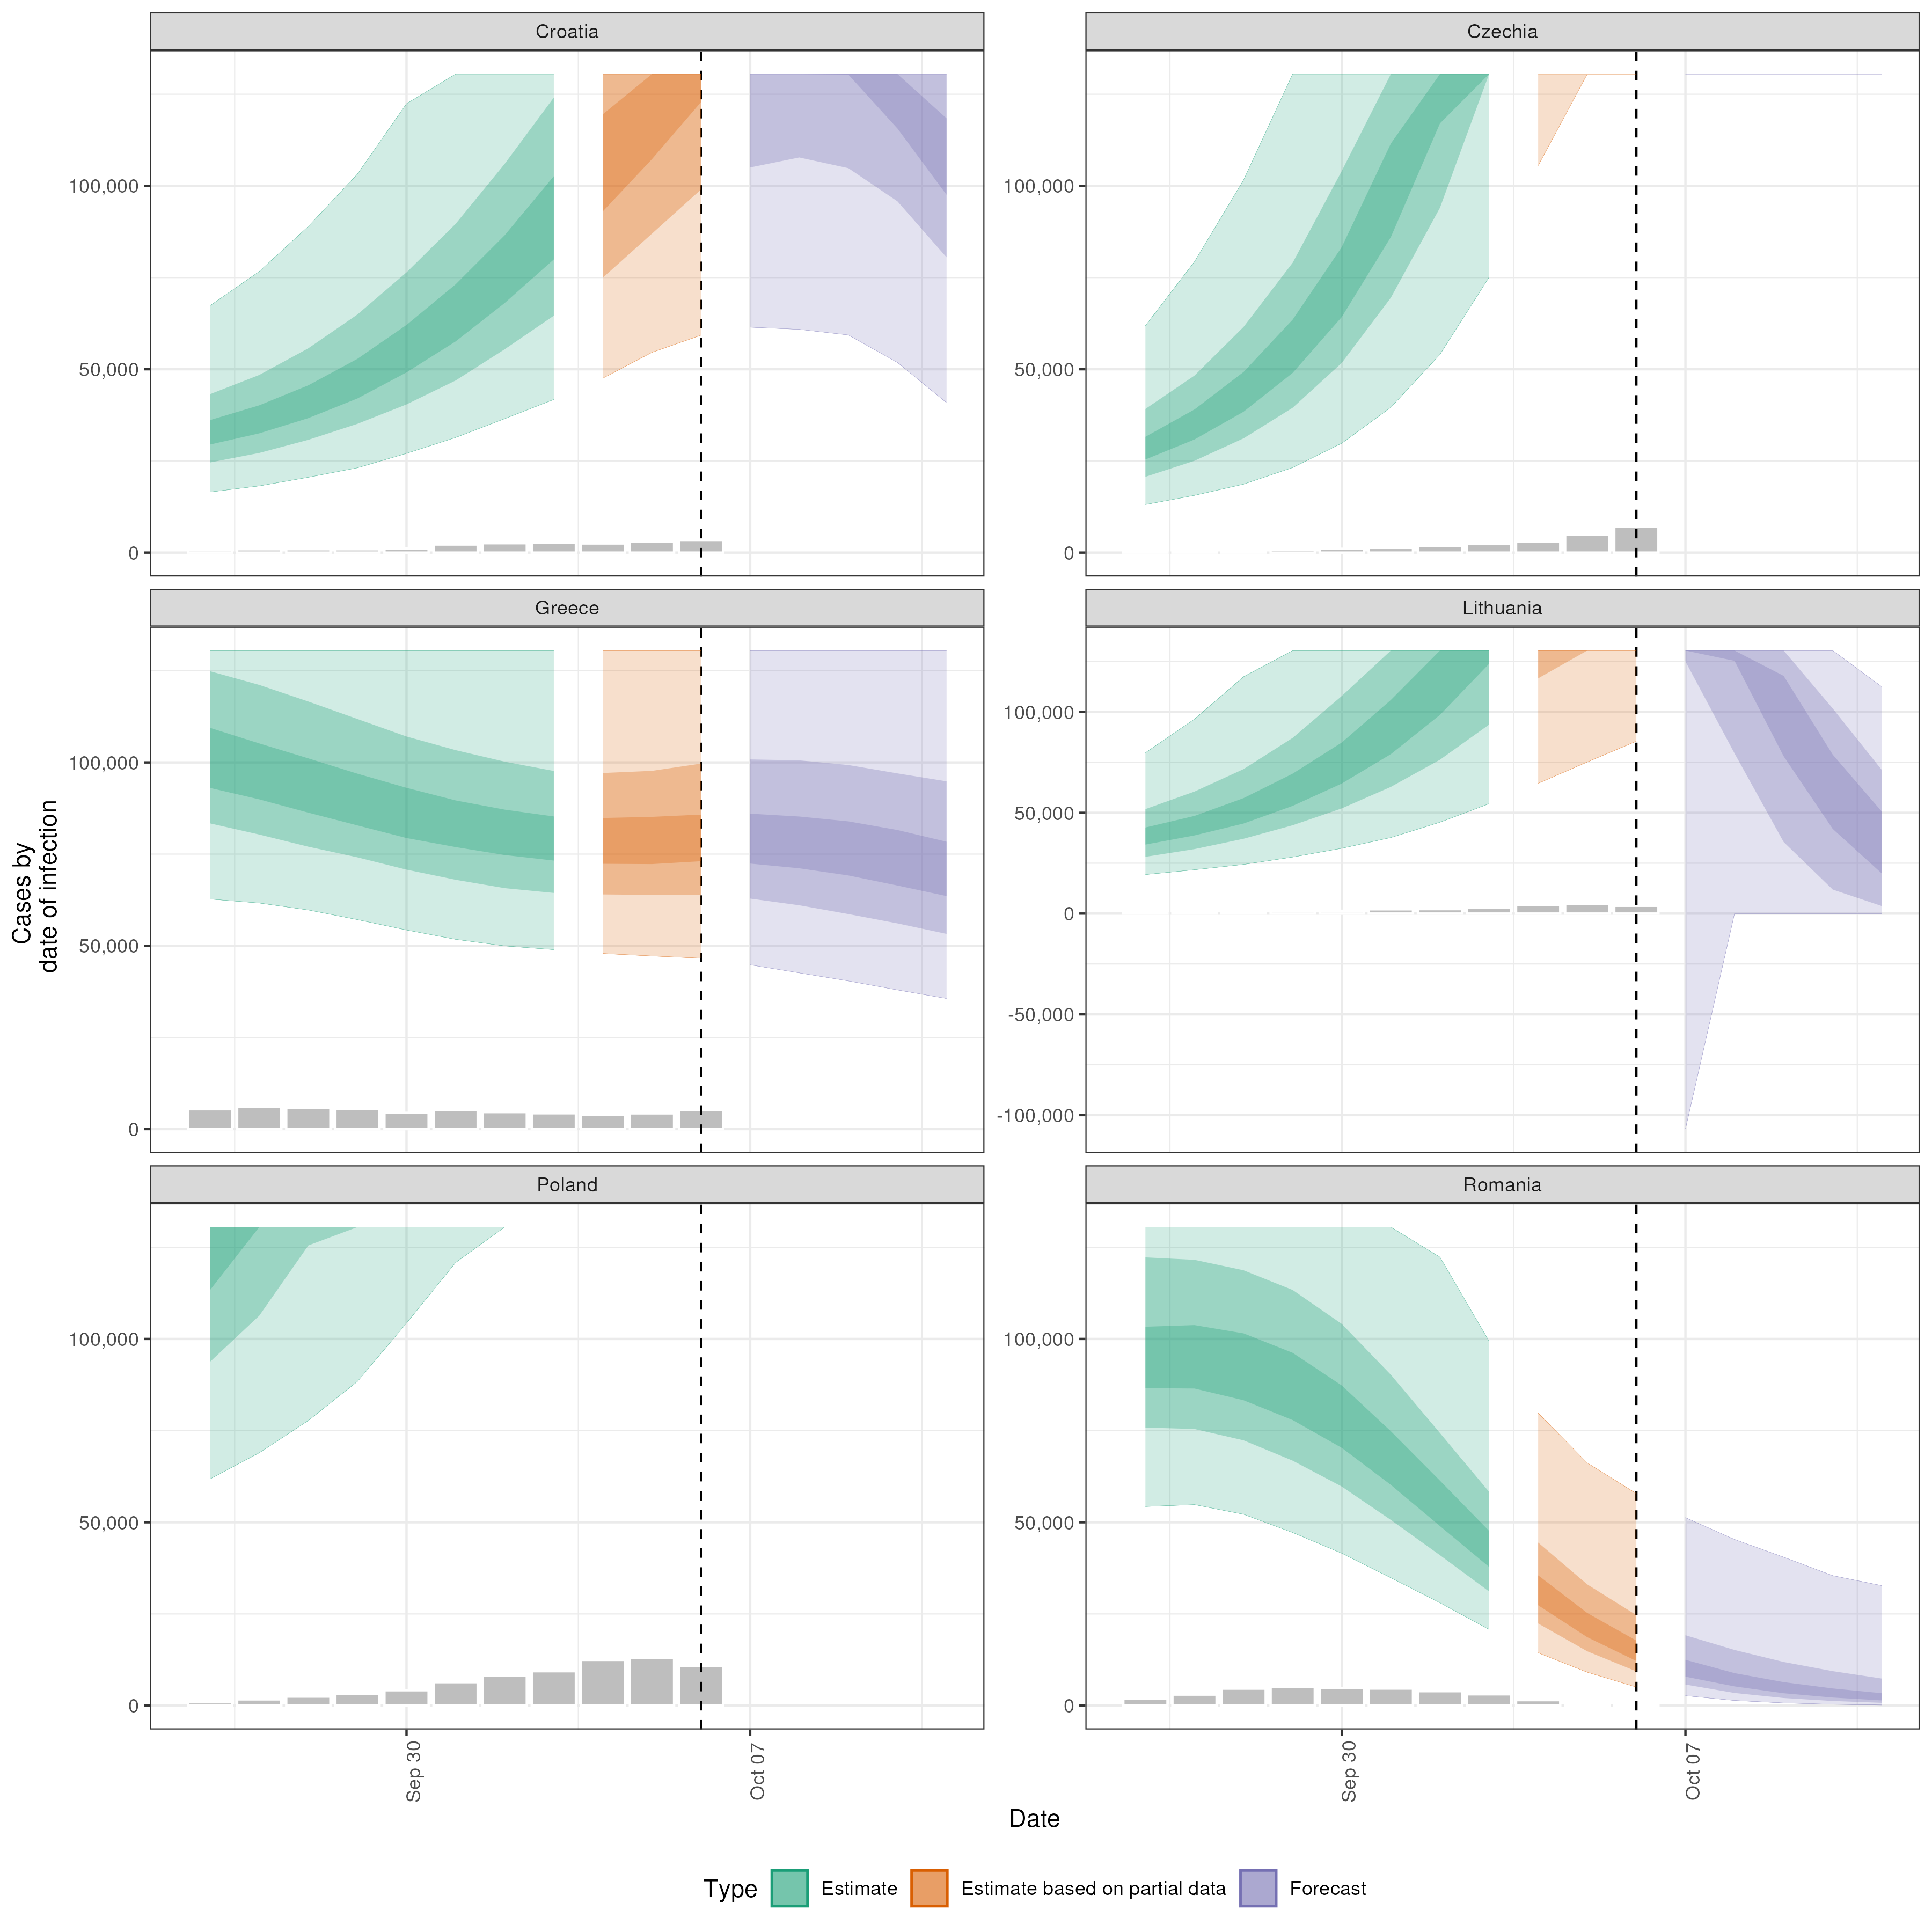 Croatia
Czechia
100,000
50,000
0
100,000
50,000
0
Greece
Lithuania
100,000
50,000
0
100,000
50,000
0
-50,000
-100,000
Cases by
date of infection
Poland
Romania
100,000
50,000
0
100,000
50,000
0
Sep 30
Oct 07
Sep 30
Oct 07
Date
Type
Estimate
Estimate based on partial data
Forecast